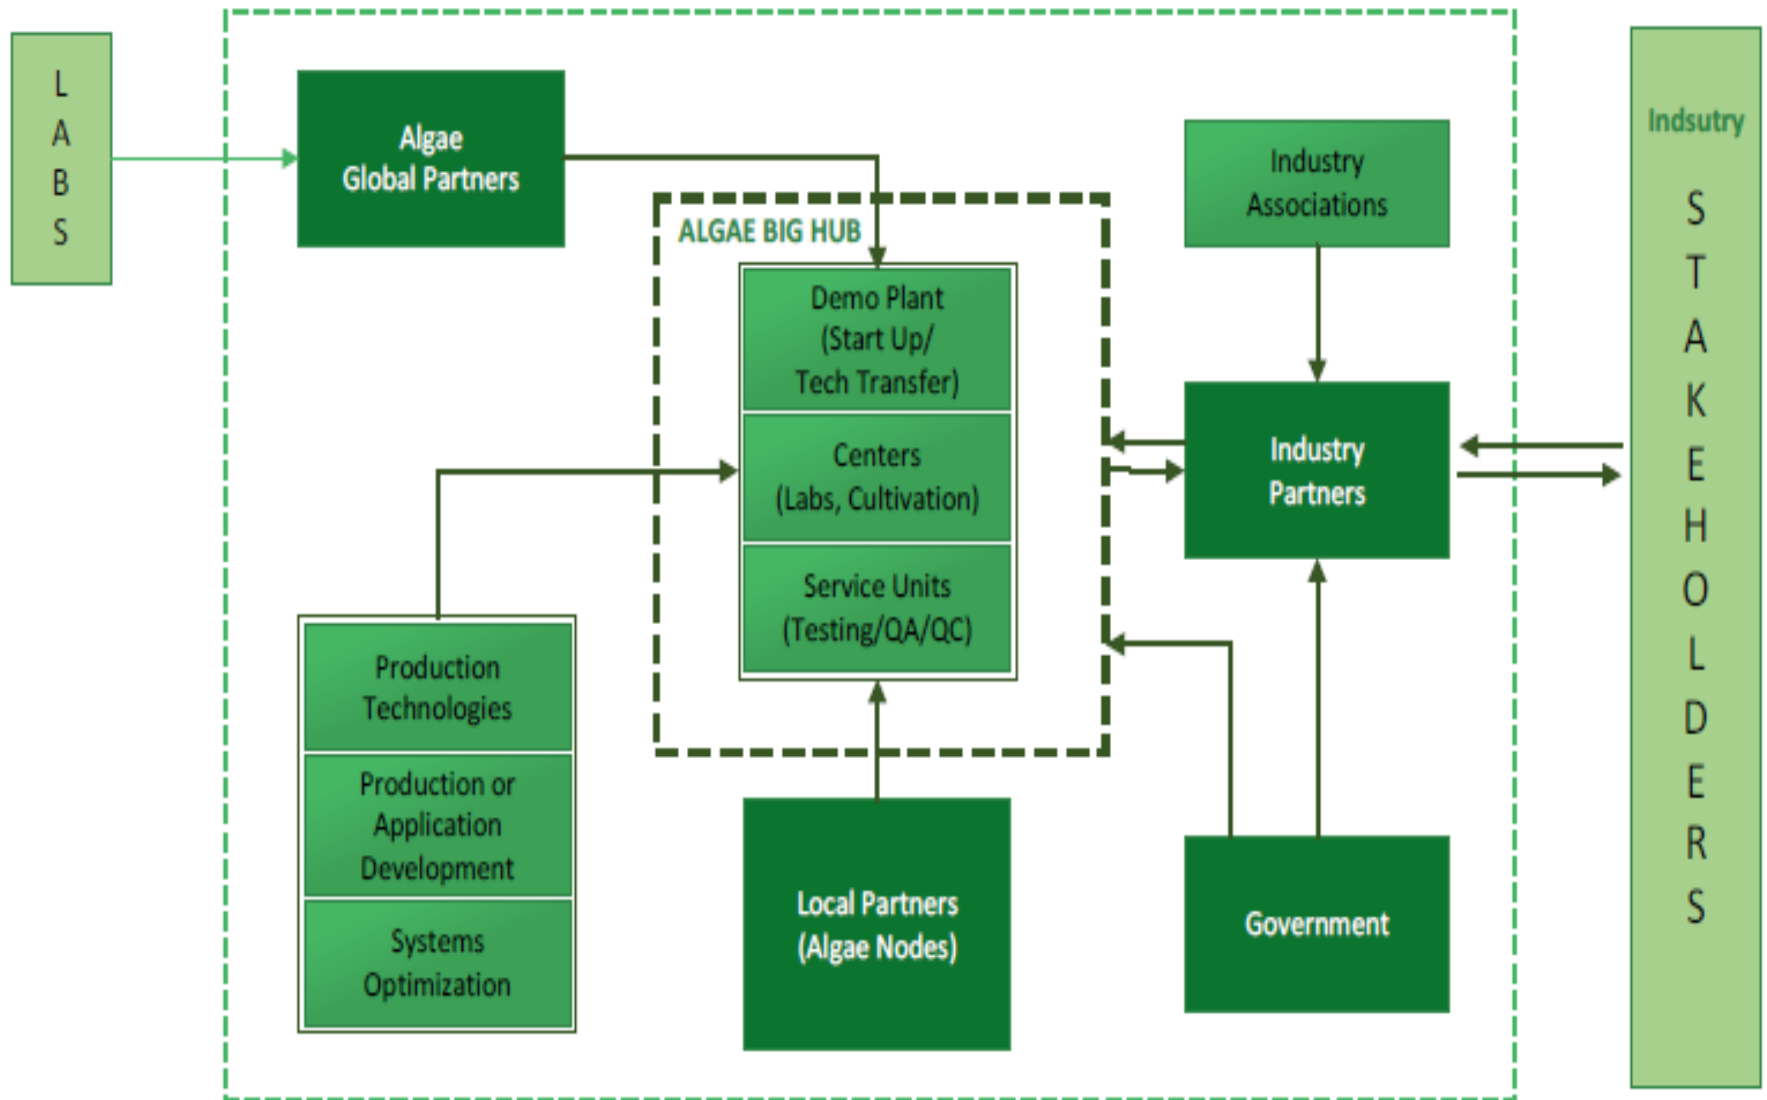 L
A
B
S
Algae
Global Partners
ALGAE BIG HUB
Demo Plant
(Start Up/
Tech Transfer)
Centers
(Labs, Cultivation)
Service Units
(Testing/QA/QC)
Production
Technologies
Production or
Application
Development
Systems
Optimization
Local Partners
(Algae Nodes)
Industry
Associations
Industry
Partners
Government
Indsutry
S
T
A
K
E
H
O
L
D
E
R
S